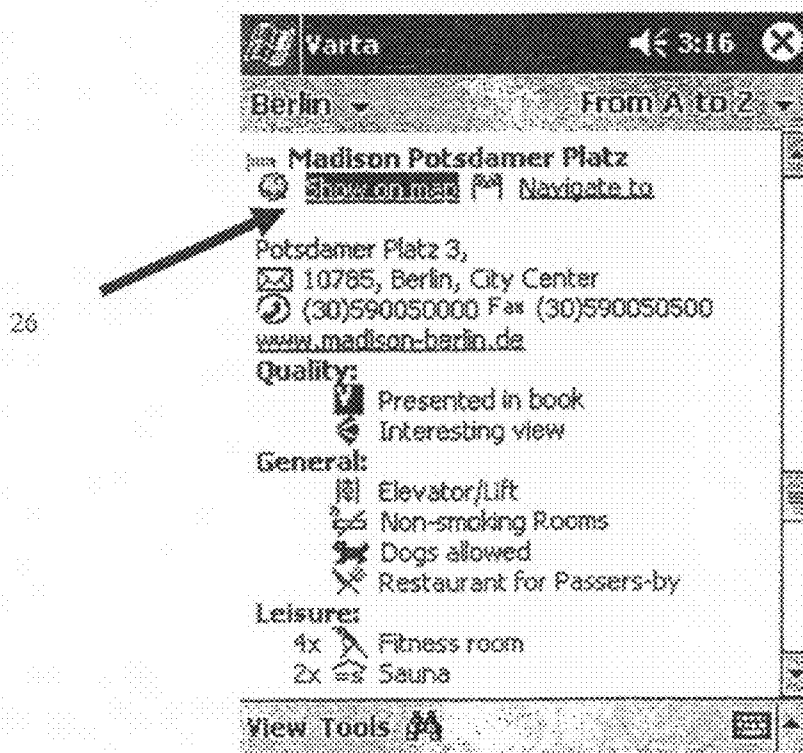 Varta 3:16
Berlin From A to Z
Madison Potsdamer Platz
Show on map Navigate to
Potsdamer Platz 3,
10785, Berlin, City Center
(30)590050000 Fax (30)590050500
www.madison-berlin.de
Quality:
Presented in book
Interesting view
General:
Elevator/Lift
Non-smoking Rooms
Dogs allowed
Restaurant for Passers-by
Leisure:
4x Fitness room
2x Sauna
View Tools
26